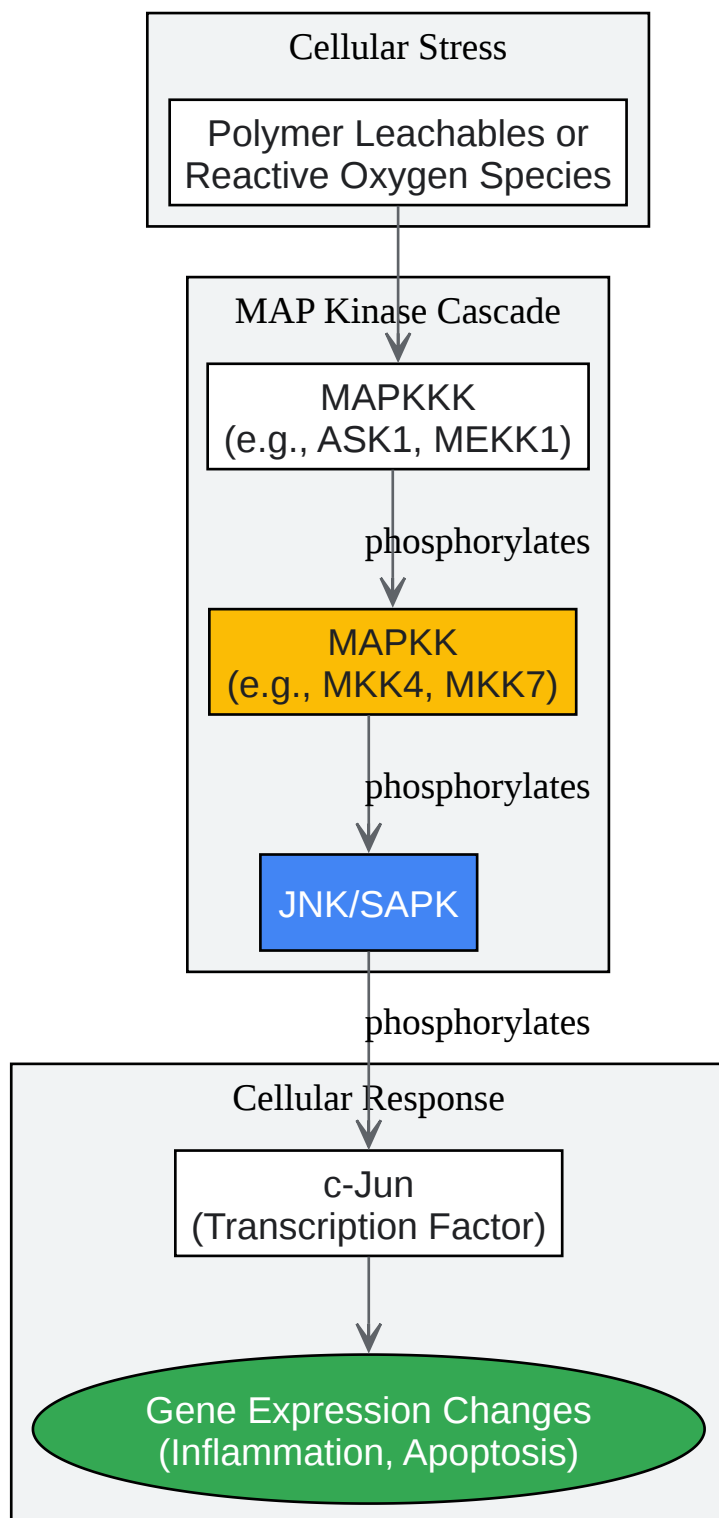 Cellular Stress
Polymer Leachables or
Reactive Oxygen Species
MAP Kinase Cascade
MAPKKK
(e.g., ASK1, MEKK1)
phosphorylates
MAPKK
(e.g., MKK4, MKK7)
phosphorylates
JNK/SAPK
phosphorylates
Cellular Response
c-Jun
(Transcription Factor)
Gene Expression Changes
(Inflammation, Apoptosis)